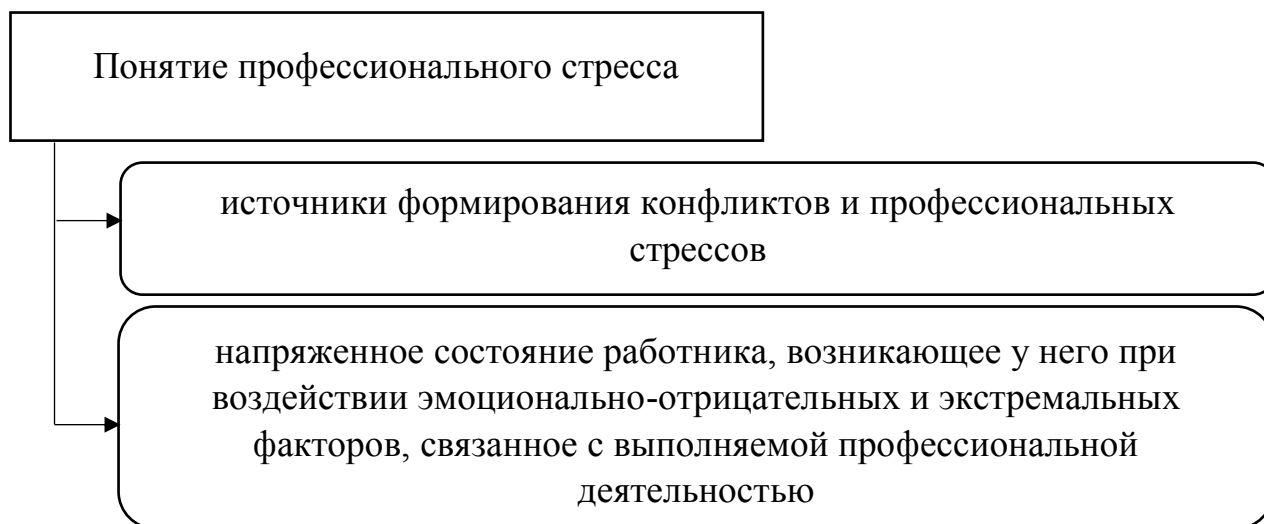 Понятие профессионального стресса
источники формирования конфликтов и профессиональных
стрессов
напряженное состояние работника, возникающее у него при
воздействии эмоционально-отрицательных и экстремальных
факторов, связанное с выполняемой профессиональной
деятельностью